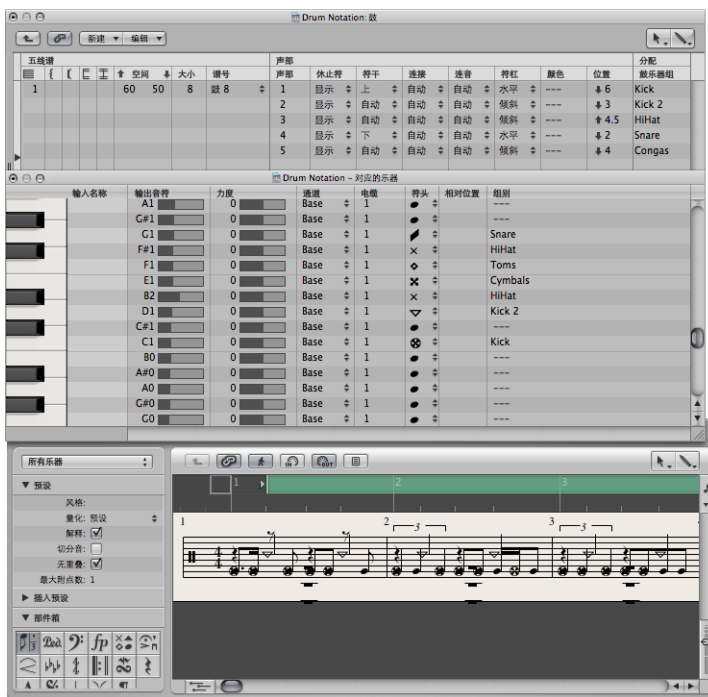 Drum Notation: 鼓
新建 编辑
五线谱 声部 分配
空间 大小 谱号 声部 休止符 符干 连接 连音 符杠 颜色 位置 鼓乐器组
1 60 50 8 鼓 8 1 显示 上 自动 自动 水平 --- 6 Kick
2 显示 自动 自动 自动 倾斜 --- 3 Kick 2
3 显示 自动 自动 自动 倾斜 --- 4.5 HiHat
4 显示 下 自动 自动 水平 --- 2 Snare
5 显示 自动 自动 自动 倾斜 --- 4 Congas
Drum Notation – 对应的乐器
输入名称 输出音符 力度 通道 电缆 符头 相对位置 组别
A1 0 Base 1 ---
G#1 0 Base 1 ---
G1 0 Base 1 Snare
F#1 0 Base 1 HiHat
F1 0 Base 1 Toms
E1 0 Base 1 Cymbals
B2 0 Base 1 HiHat
D1 0 Base 1 Kick 2
C#1 0 Base 1 ---
C1 0 Base 1 Kick
B0 0 Base 1 ---
A#0 0 Base 1 ---
A0 0 Base 1 ---
G#0 0 Base 1 ---
G0 0 Base 1 ---
所有乐器 IN OUT
预设 1 2 3
风格:
量化: 预设
解释:
切分音:
无重叠:
最大附点数: 1
插入预设
部件箱
1 2 3 3 3
4
4
3 Ped. fp
A